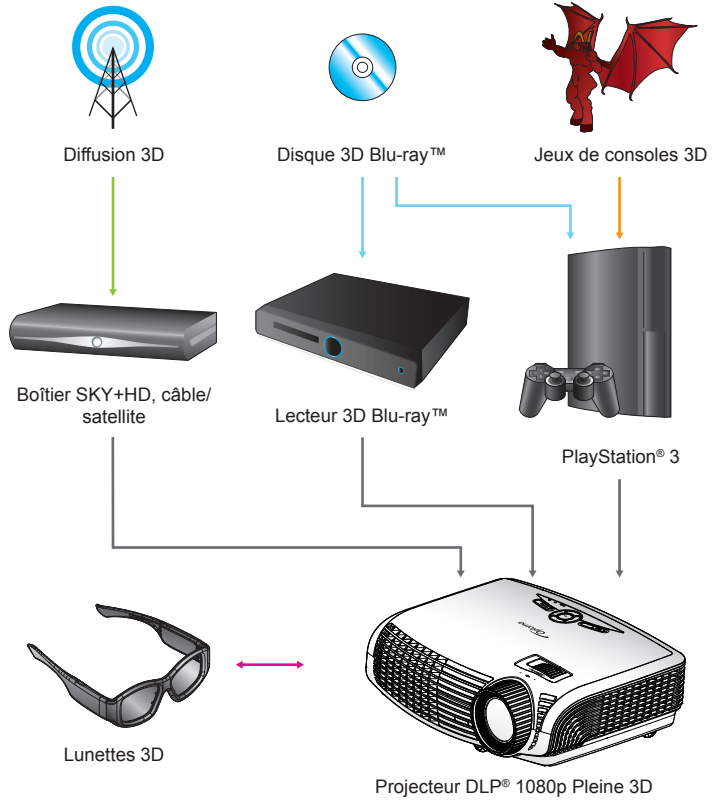 Diffusion 3D
Disque 3D Blu-ray™
Jeux de consoles 3D
Boîtier SKY+HD, câble/
satellite
Lecteur 3D Blu-ray™
PlayStation® 3
Optoma
Lunettes 3D
Projecteur DLP® 1080p Pleine 3D